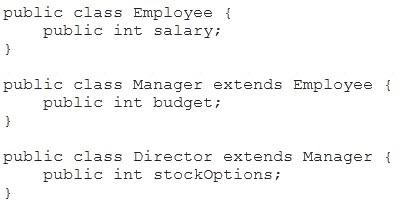 public class Employee {
    public int salary;
}

public class Manager extends Employee {
    public int budget;
}

public class Director extends Manager {
    public int stockOptions;
}